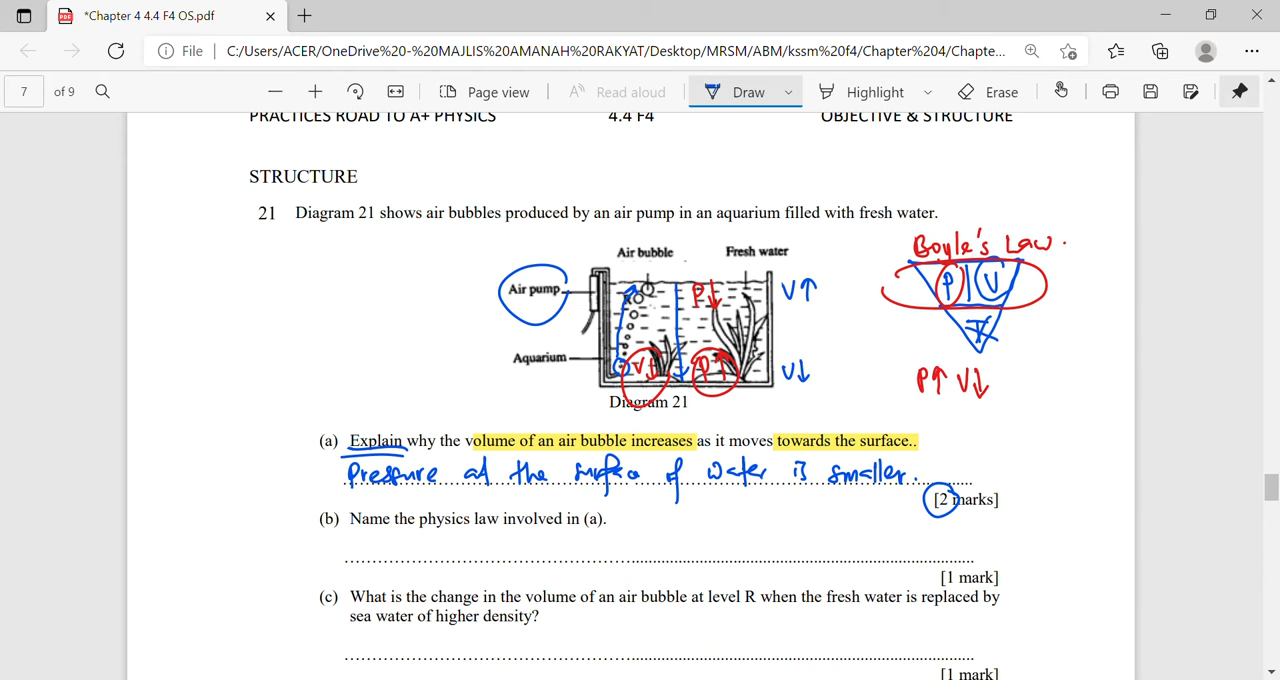 *Chapter 4 4.4 F4 OS.pdf
File
C:/Users/ACER/OneDrive%20-%20MAJLIS%20AMANAH%20RAKYAT/Desktop/MRSM/ABM/kssm%20f4/Chapter%204/Chapte...
7 of 9
Page view
Read aloud
Draw
Highlight
Erase
PRACTICES ROAD TO A+ PHYSICS 4.4 F4 OBJECTIVE & STRUCTURE
STRUCTURE
21 Diagram 21 shows air bubbles produced by an air pump in an aquarium filled with fresh water.
Boyle's Law.
Air bubble Fresh water
Air pump P↓ V↑ P V
Aquarium V↓ P↑ V↓
P↑ V↓
Diagram 21
(a) Explain why the volume of an air bubble increases as it moves towards the surface..
Pressure at the surface of water is smaller.
[2 marks]
(b) Name the physics law involved in (a).
[1 mark]
(c) What is the change in the volume of an air bubble at level R when the fresh water is replaced by
sea water of higher density?
[1 mark]